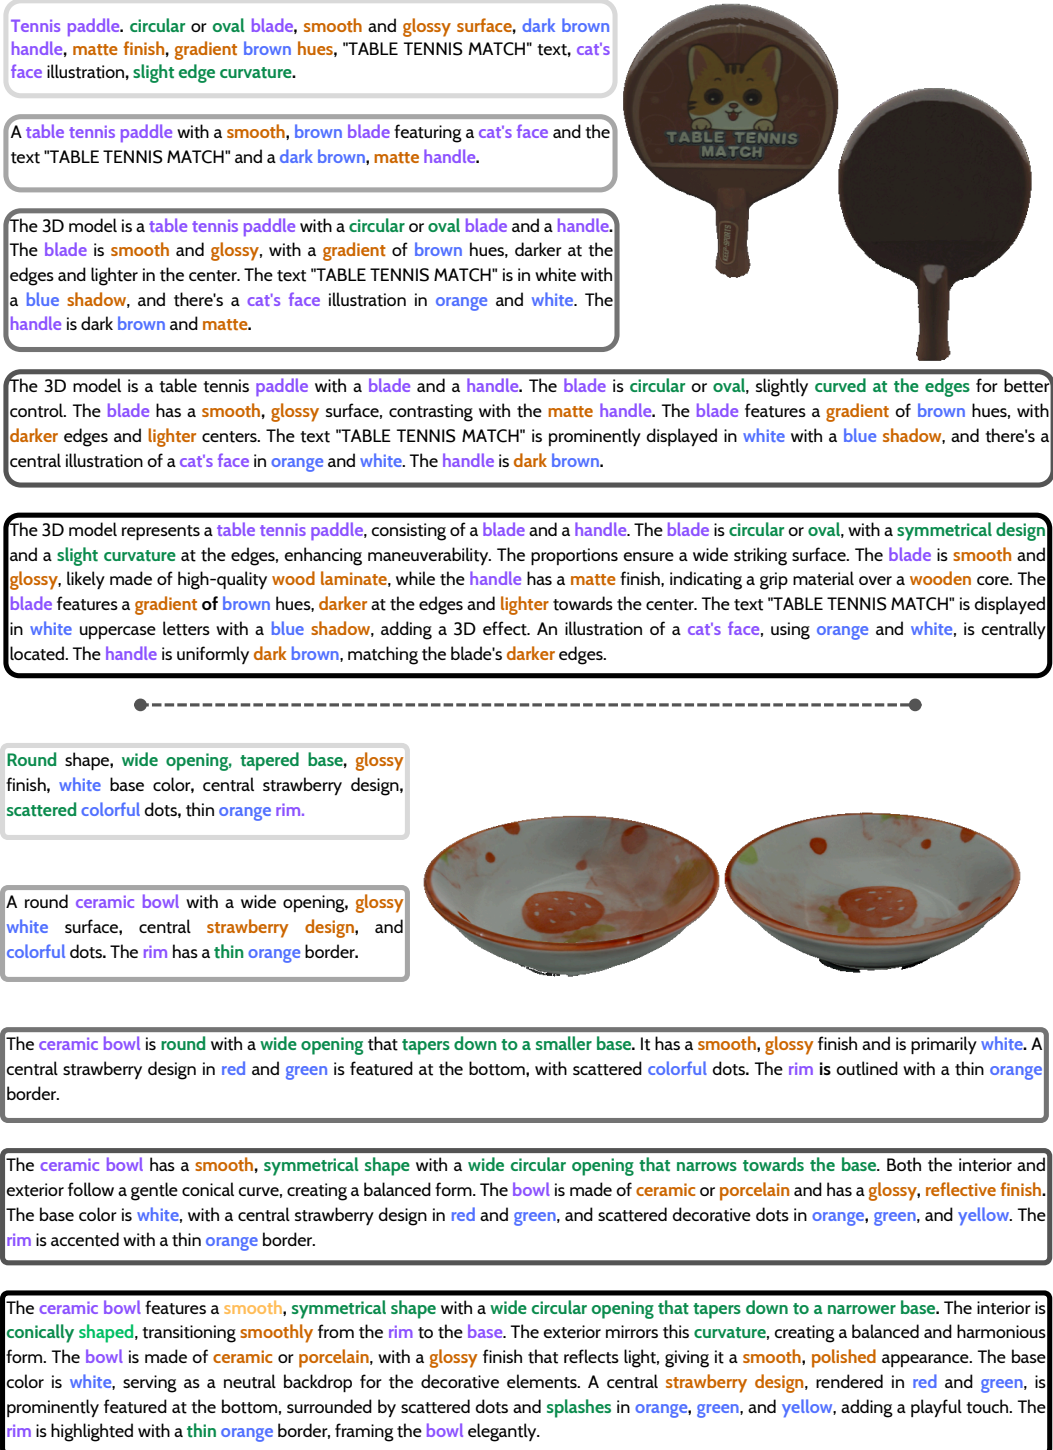 Tennis paddle. circular or oval blade, smooth and glossy surface, dark brown
handle, matte finish, gradient brown hues, "TABLE TENNIS MATCH" text, cat's
face illustration, slight edge curvature.
TABLE TENNIS
MATCH
A table tennis paddle with a smooth, brown blade featuring a cat's face and the
text "TABLE TENNIS MATCH" and a dark brown, matte handle.
The 3D model is a table tennis paddle with a circular or oval blade and a handle.
The blade is smooth and glossy, with a gradient of brown hues, darker at the
edges and lighter in the center. The text "TABLE TENNIS MATCH" is in white with
a blue shadow, and there's a cat's face illustration in orange and white. The
handle is dark brown and matte.
The 3D model is a table tennis paddle with a blade and a handle. The blade is circular or oval, slightly curved at the edges for better
control. The blade has a smooth, glossy surface, contrasting with the matte handle. The blade features a gradient of brown hues, with
darker edges and lighter centers. The text "TABLE TENNIS MATCH" is prominently displayed in white with a blue shadow, and there's a
central illustration of a cat's face in orange and white. The handle is dark brown.
The 3D model represents a table tennis paddle, consisting of a blade and a handle. The blade is circular or oval, with a symmetrical design
and a slight curvature at the edges, enhancing maneuverability. The proportions ensure a wide striking surface. The blade is smooth and
glossy, likely made of high-quality wood laminate, while the handle has a matte finish, indicating a grip material over a wooden core. The
blade features a gradient of brown hues, darker at the edges and lighter towards the center. The text "TABLE TENNIS MATCH" is displayed
in white uppercase letters with a blue shadow, adding a 3D effect. An illustration of a cat's face, using orange and white, is centrally
located. The handle is uniformly dark brown, matching the blade's darker edges.
Round shape, wide opening, tapered base, glossy
finish, white base color, central strawberry design,
scattered colorful dots, thin orange rim.
A round ceramic bowl with a wide opening, glossy
white surface, central strawberry design, and
colorful dots. The rim has a thin orange border.
The ceramic bowl is round with a wide opening that tapers down to a smaller base. It has a smooth, glossy finish and is primarily white. A
central strawberry design in red and green is featured at the bottom, with scattered colorful dots. The rim is outlined with a thin orange
border.
The ceramic bowl has a smooth, symmetrical shape with a wide circular opening that narrows towards the base. Both the interior and
exterior follow a gentle conical curve, creating a balanced form. The bowl is made of ceramic or porcelain and has a glossy, reflective finish.
The base color is white, with a central strawberry design in red and green, and scattered decorative dots in orange, green, and yellow. The
rim is accented with a thin orange border.
The ceramic bowl features a smooth, symmetrical shape with a wide circular opening that tapers down to a narrower base. The interior is
conically shaped, transitioning smoothly from the rim to the base. The exterior mirrors this curvature, creating a balanced and harmonious
form. The bowl is made of ceramic or porcelain, with a glossy finish that reflects light, giving it a smooth, polished appearance. The base
color is white, serving as a neutral backdrop for the decorative elements. A central strawberry design, rendered in red and green, is
prominently featured at the bottom, surrounded by scattered dots and splashes in orange, green, and yellow, adding a playful touch. The
rim is highlighted with a thin orange border, framing the bowl elegantly.